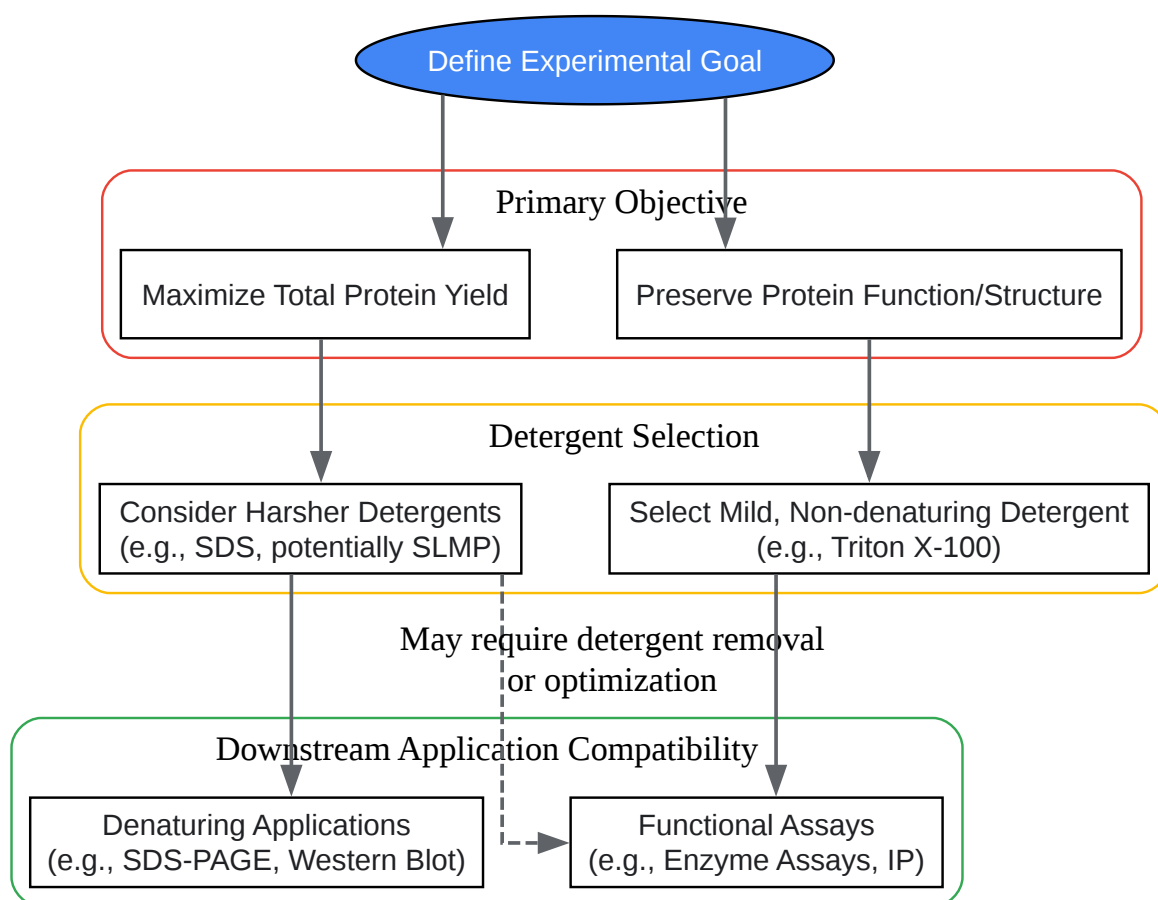 Define Experimental Goal
Primary Objective
Maximize Total Protein Yield
Preserve Protein Function/Structure
Detergent Selection
Consider Harsher Detergents
(e.g., SDS, potentially SLMP)
Select Mild, Non-denaturing Detergent
(e.g., Triton X-100)
May require detergent removal
or optimization
Downstream Application Compatibility
Denaturing Applications
(e.g., SDS-PAGE, Western Blot)
Functional Assays
(e.g., Enzyme Assays, IP)